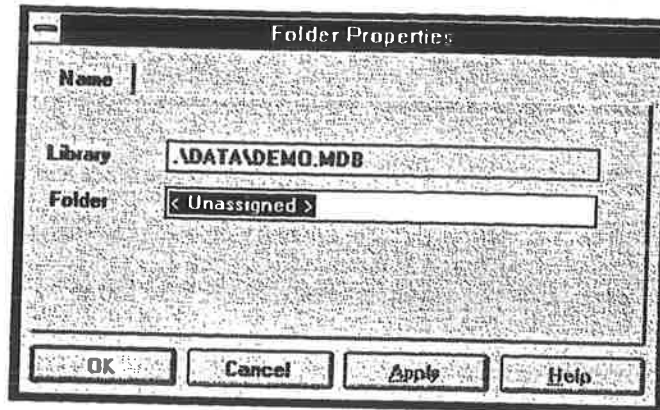 Folder Properties
Name
Library .\DATA\DEMO.MDB
Folder < Unassigned >
OK Cancel Apply Help